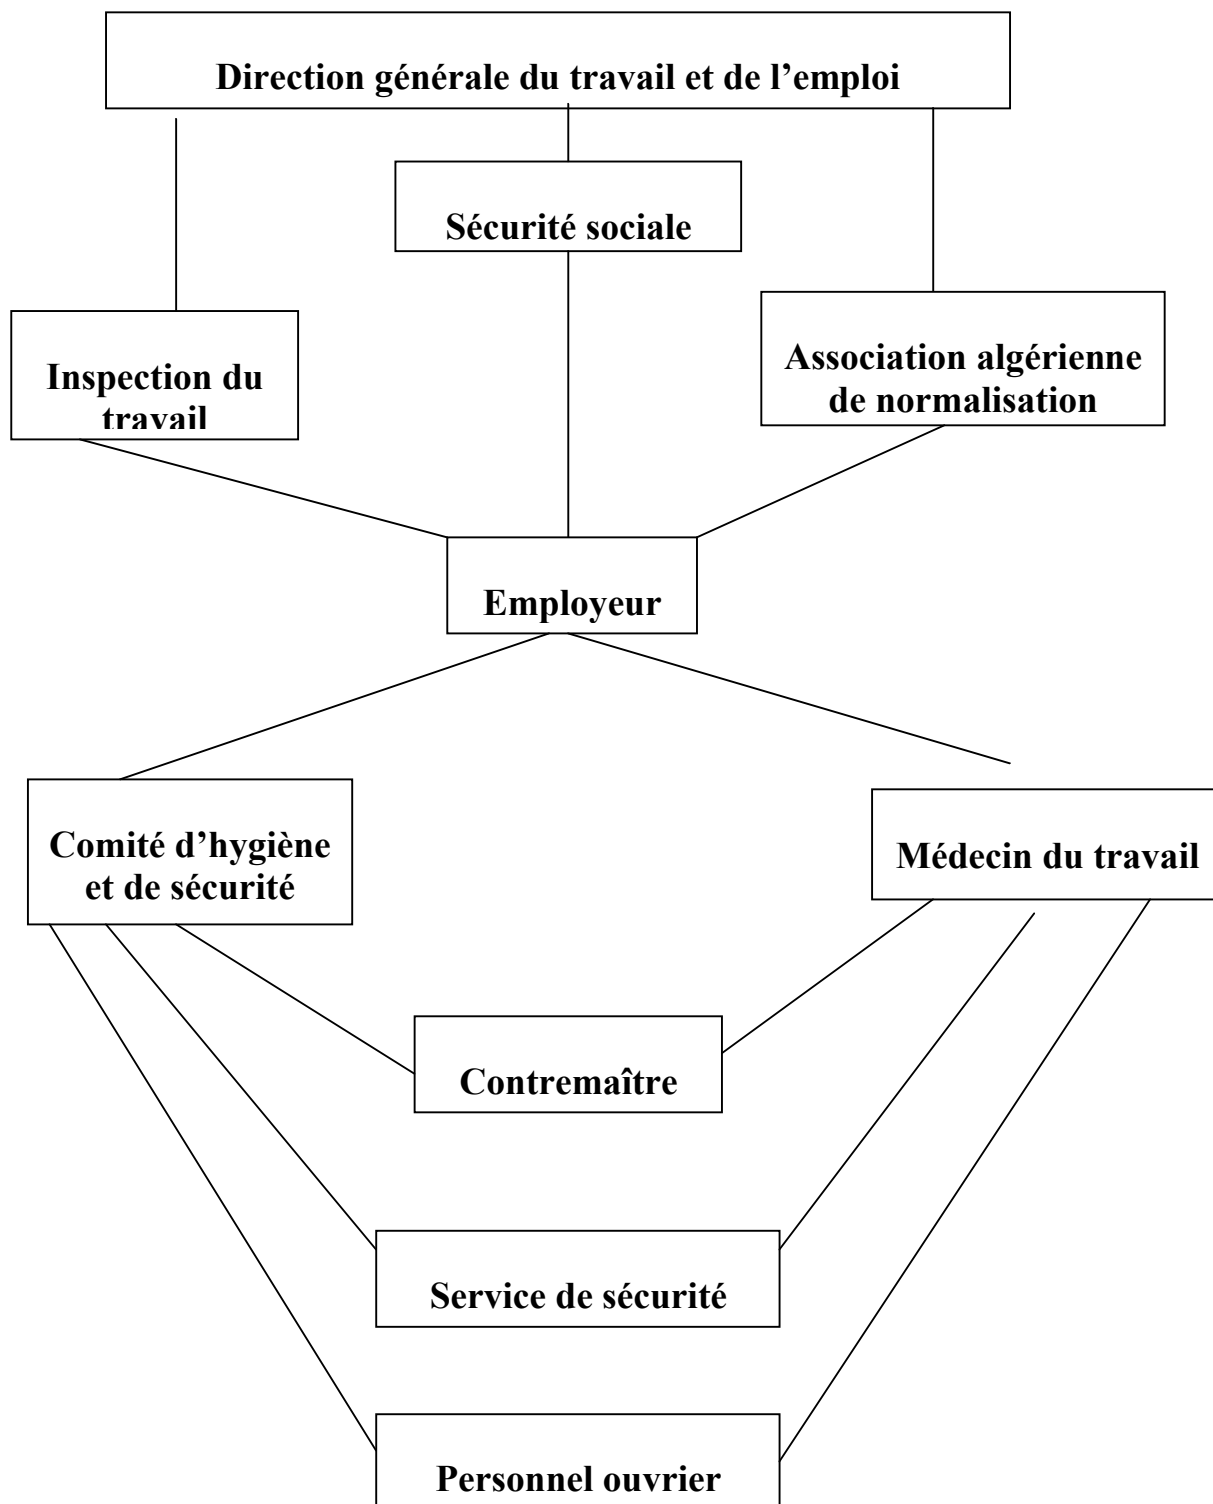 Direction générale du travail et de l’emploi
Sécurité sociale
Inspection du
travail
Association algérienne
de normalisation
Employeur
Comité d’hygiène
et de sécurité
Médecin du travail
Contremaître
Service de sécurité
Personnel ouvrier